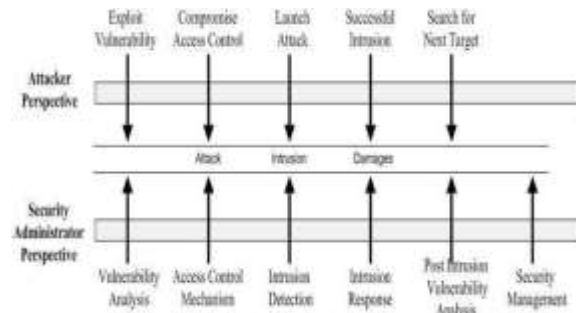 Exploit
Vulnerability
Compromise
Access Control
Launch
Attack
Successful
Intrusion
Search for
Next Target
Attacker
Perspective
Attack
Intrusion
Damages
Security
Administrator
Perspective
Vulnerability
Analysis
Access Control
Mechanism
Intrusion
Detection
Intrusion
Response
Post Intrusion
Vulnerability
Analysis
Security
Management